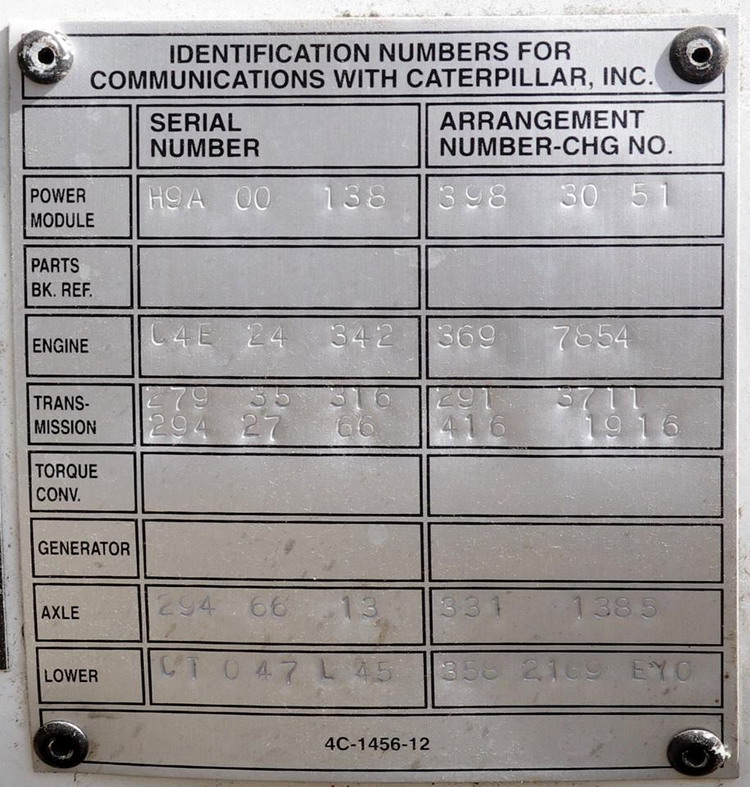 IDENTIFICATION NUMBERS FOR
COMMUNICATIONS WITH CATERPILLAR, INC.
SERIAL
NUMBER
ARRANGEMENT
NUMBER-CHG NO.
POWER
MODULE
H9A 00 138
398 30 51
PARTS
BK. REF.
ENGINE
C4E 24 342
369 7854
TRANS-
MISSION
279 35 316
294 27 66
291 3711
416 1916
TORQUE
CONV.
GENERATOR
AXLE
294 66 13
331 1385
LOWER
047 L 45
EYO
4C-1456-12